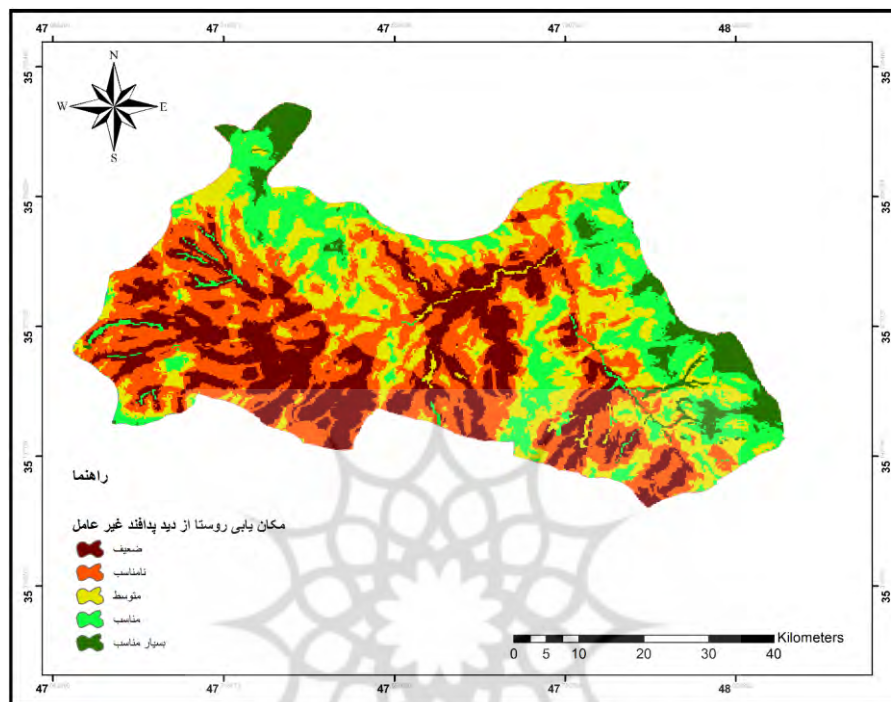 47 47 47 47 48
35 35
N
W E
S
35 35
35 35
35 35
راهنما
مکان یابی روستا از دید پدافند غیر عامل
ضعیف
نامناسب
متوسط
مناسب
بسیار مناسب
35 35
Kilometers
0 5 10 20 30 40
47 47 47 47 48